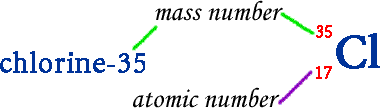 mass number
35
chlorine-35
Cl
17
atomic number